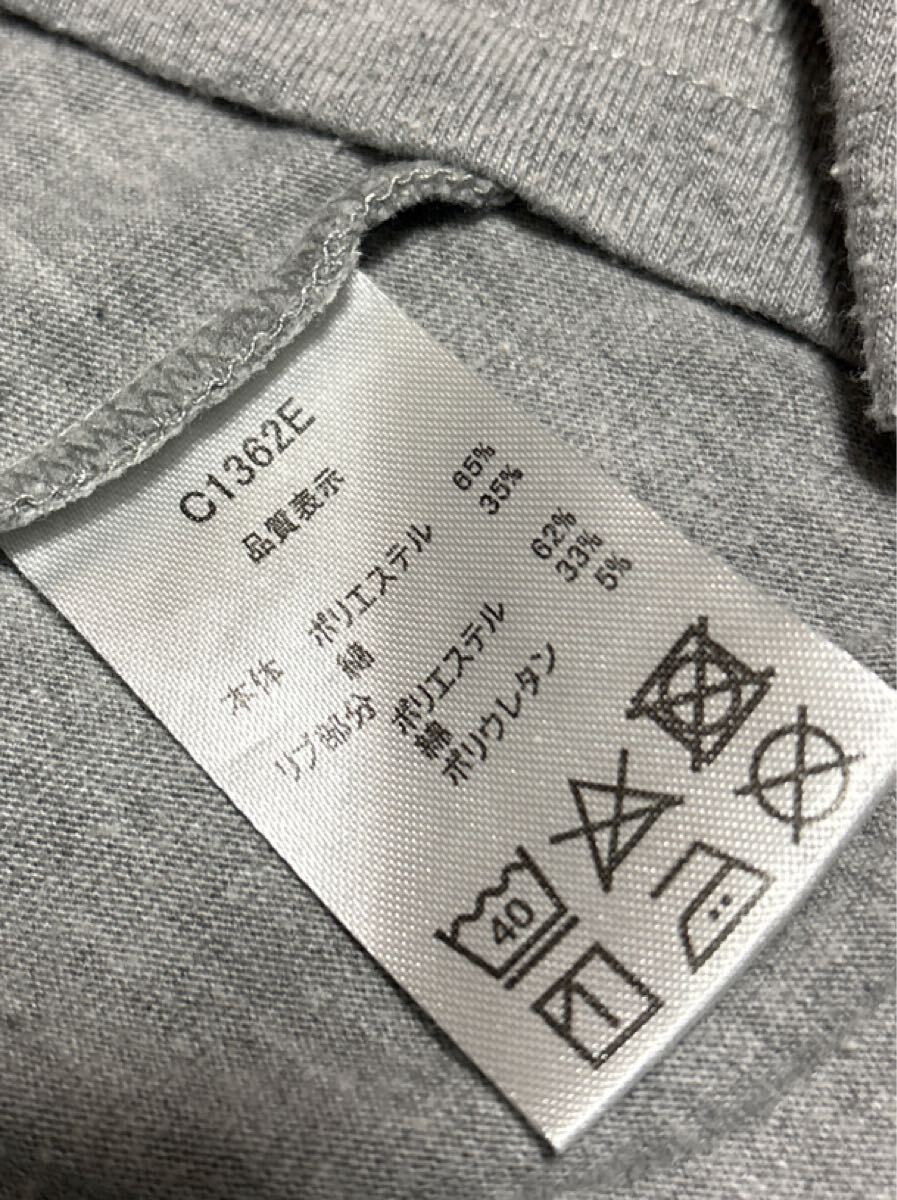 C1362E
品質表示
本体 ポリエステル 65%
綿 35%
リブ部分 ポリエステル 62%
綿 33%
ポリウレタン 5%
40